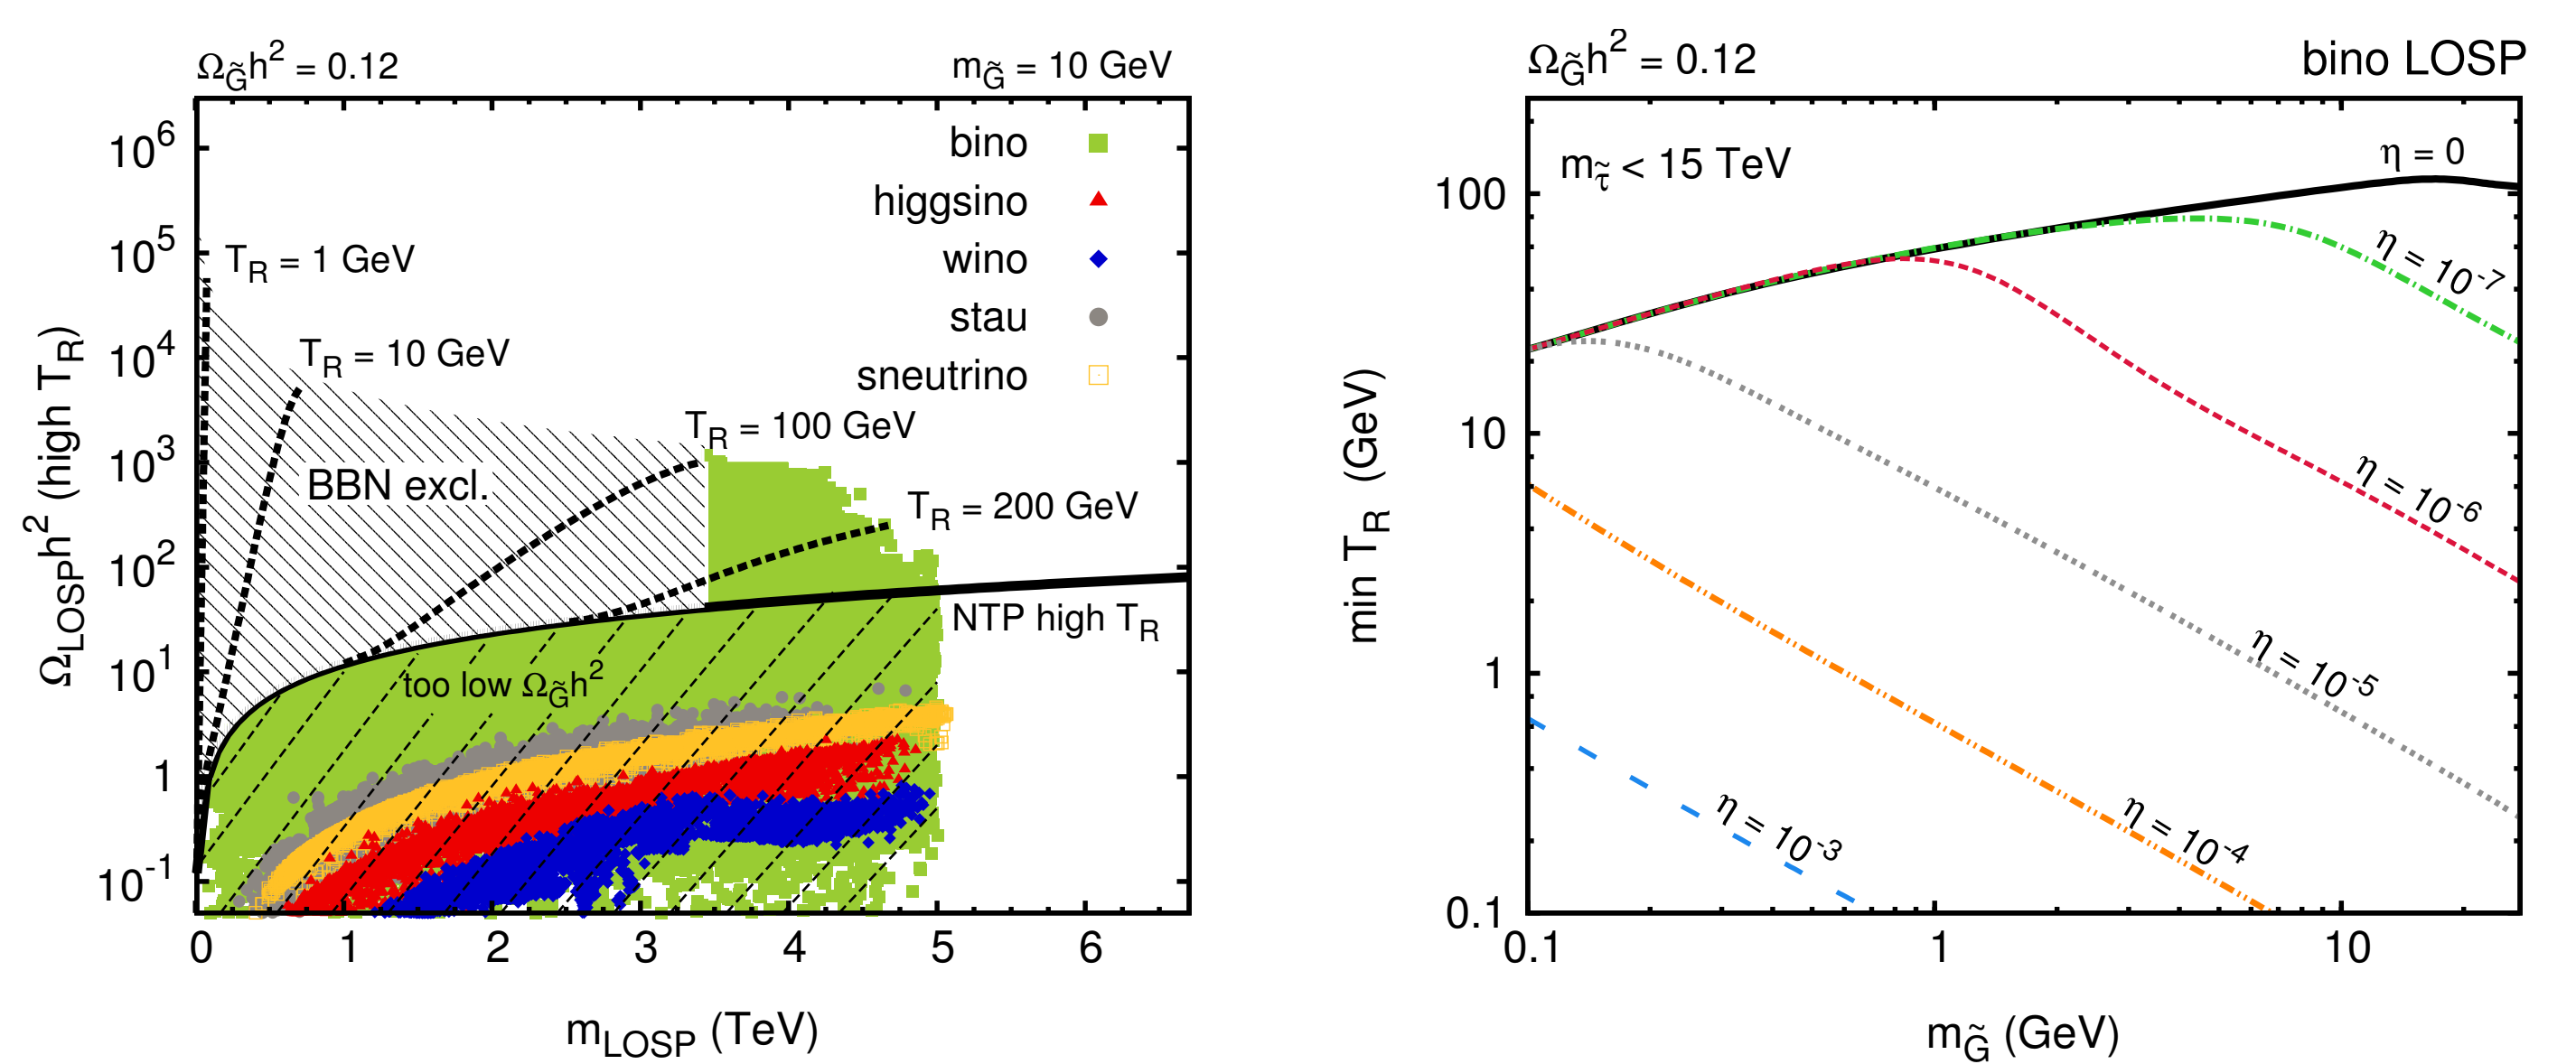 Ω_G̃h² = 0.12
m_G̃ = 10 GeV
10⁶
10⁵
10⁴
10³
10²
10¹
1
10⁻¹
Ω_LOSPh² (high T_R)
bino
higgsino
wino
stau
sneutrino
T_R = 1 GeV
T_R = 10 GeV
T_R = 100 GeV
BBN excl.
T_R = 200 GeV
NTP high T_R
too low Ω_G̃h²
0 1 2 3 4 5 6
m_LOSP (TeV)
Ω_G̃h² = 0.12
bino LOSP
m_τ̃ < 15 TeV
η = 0
η = 10⁻⁷
η = 10⁻⁶
η = 10⁻⁵
η = 10⁻⁴
η = 10⁻³
100
10
1
0.1
min T_R (GeV)
0.1 1 10
m_G̃ (GeV)